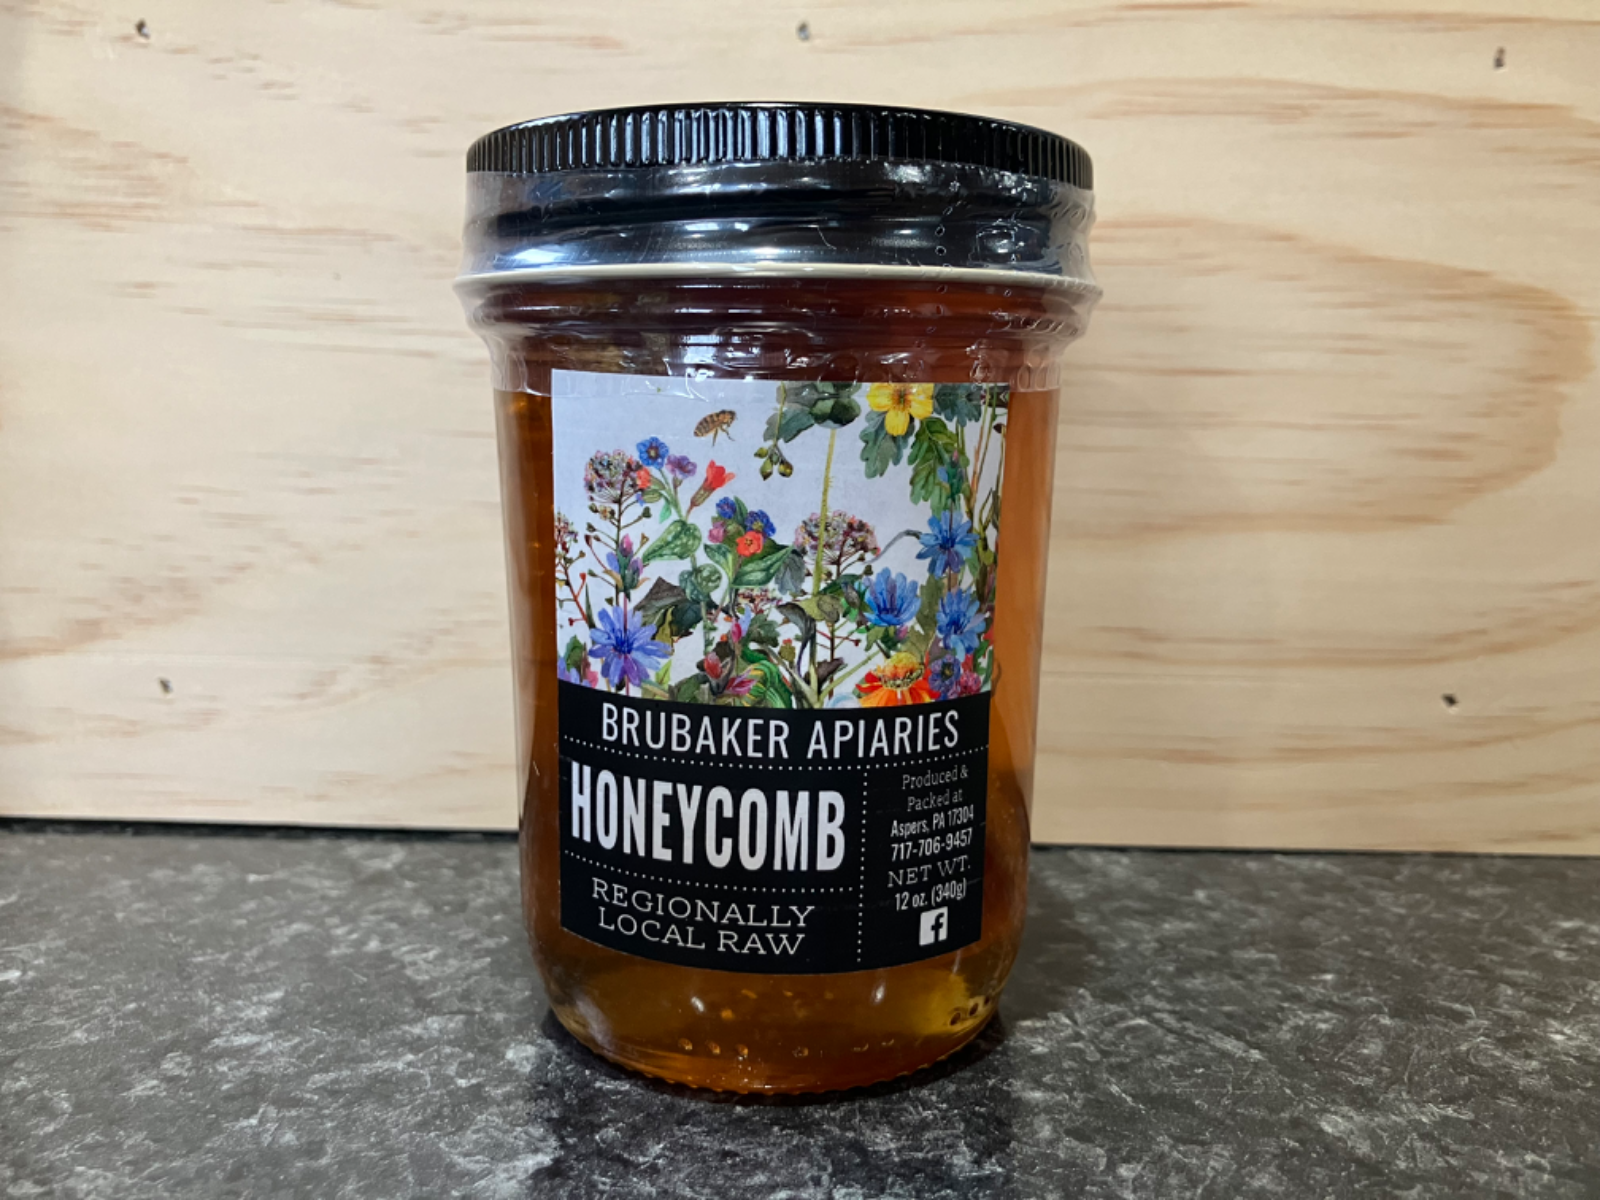 BRUBAKER APIARIES
HONEYCOMB
REGIONALLY
LOCAL RAW
Produced &
Packed at
Aspers, PA 17304
717-706-9457
NET WT.
12 oz. (340g)
f